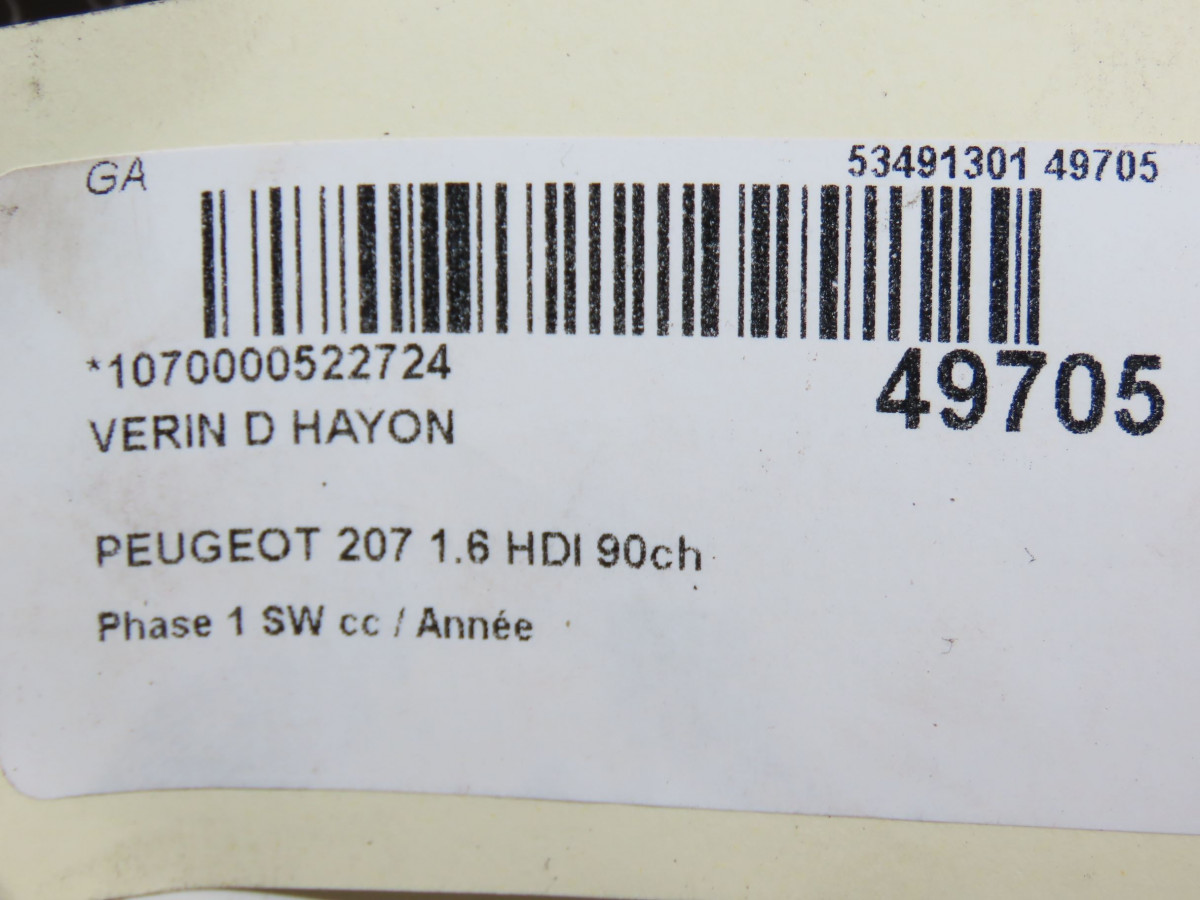 GA
53491301 49705
*1070000522724
49705
VERIN D HAYON
PEUGEOT 207 1.6 HDI 90ch
Phase 1 SW cc / Année